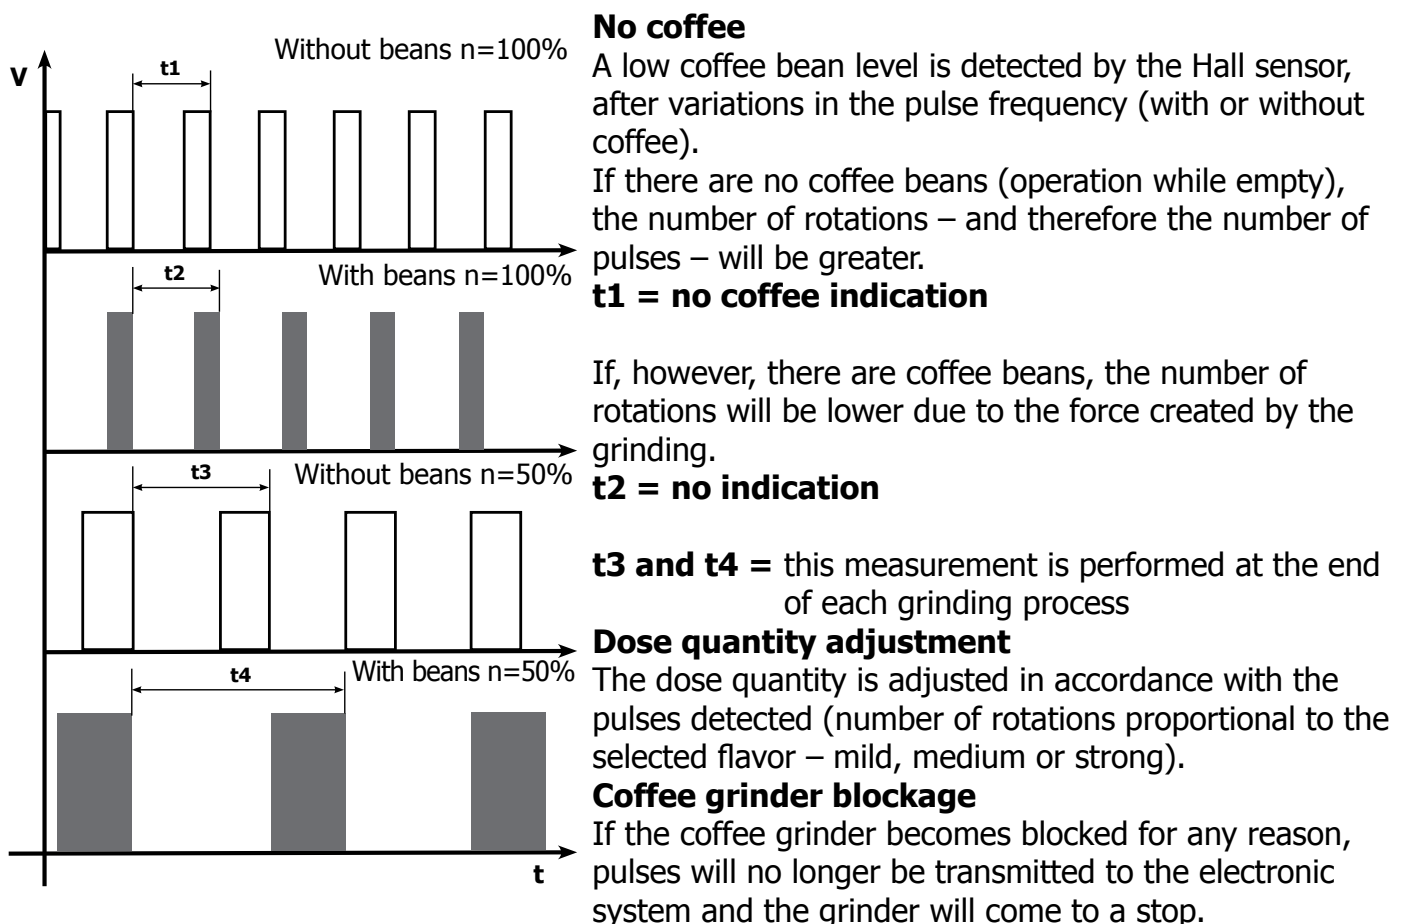 Without beans n=100%
V
t1
With beans n=100%
t2
Without beans n=50%
t3
With beans n=50%
t4
t
No coffee
A low coffee bean level is detected by the Hall sensor,
after variations in the pulse frequency (with or without
coffee).
If there are no coffee beans (operation while empty),
the number of rotations – and therefore the number of
pulses – will be greater.
t1 = no coffee indication
If, however, there are coffee beans, the number of
rotations will be lower due to the force created by the
grinding.
t2 = no indication
t3 and t4 = this measurement is performed at the end
of each grinding process
Dose quantity adjustment
The dose quantity is adjusted in accordance with the
pulses detected (number of rotations proportional to the
selected flavor – mild, medium or strong).
Coffee grinder blockage
If the coffee grinder becomes blocked for any reason,
pulses will no longer be transmitted to the electronic
system and the grinder will come to a stop.